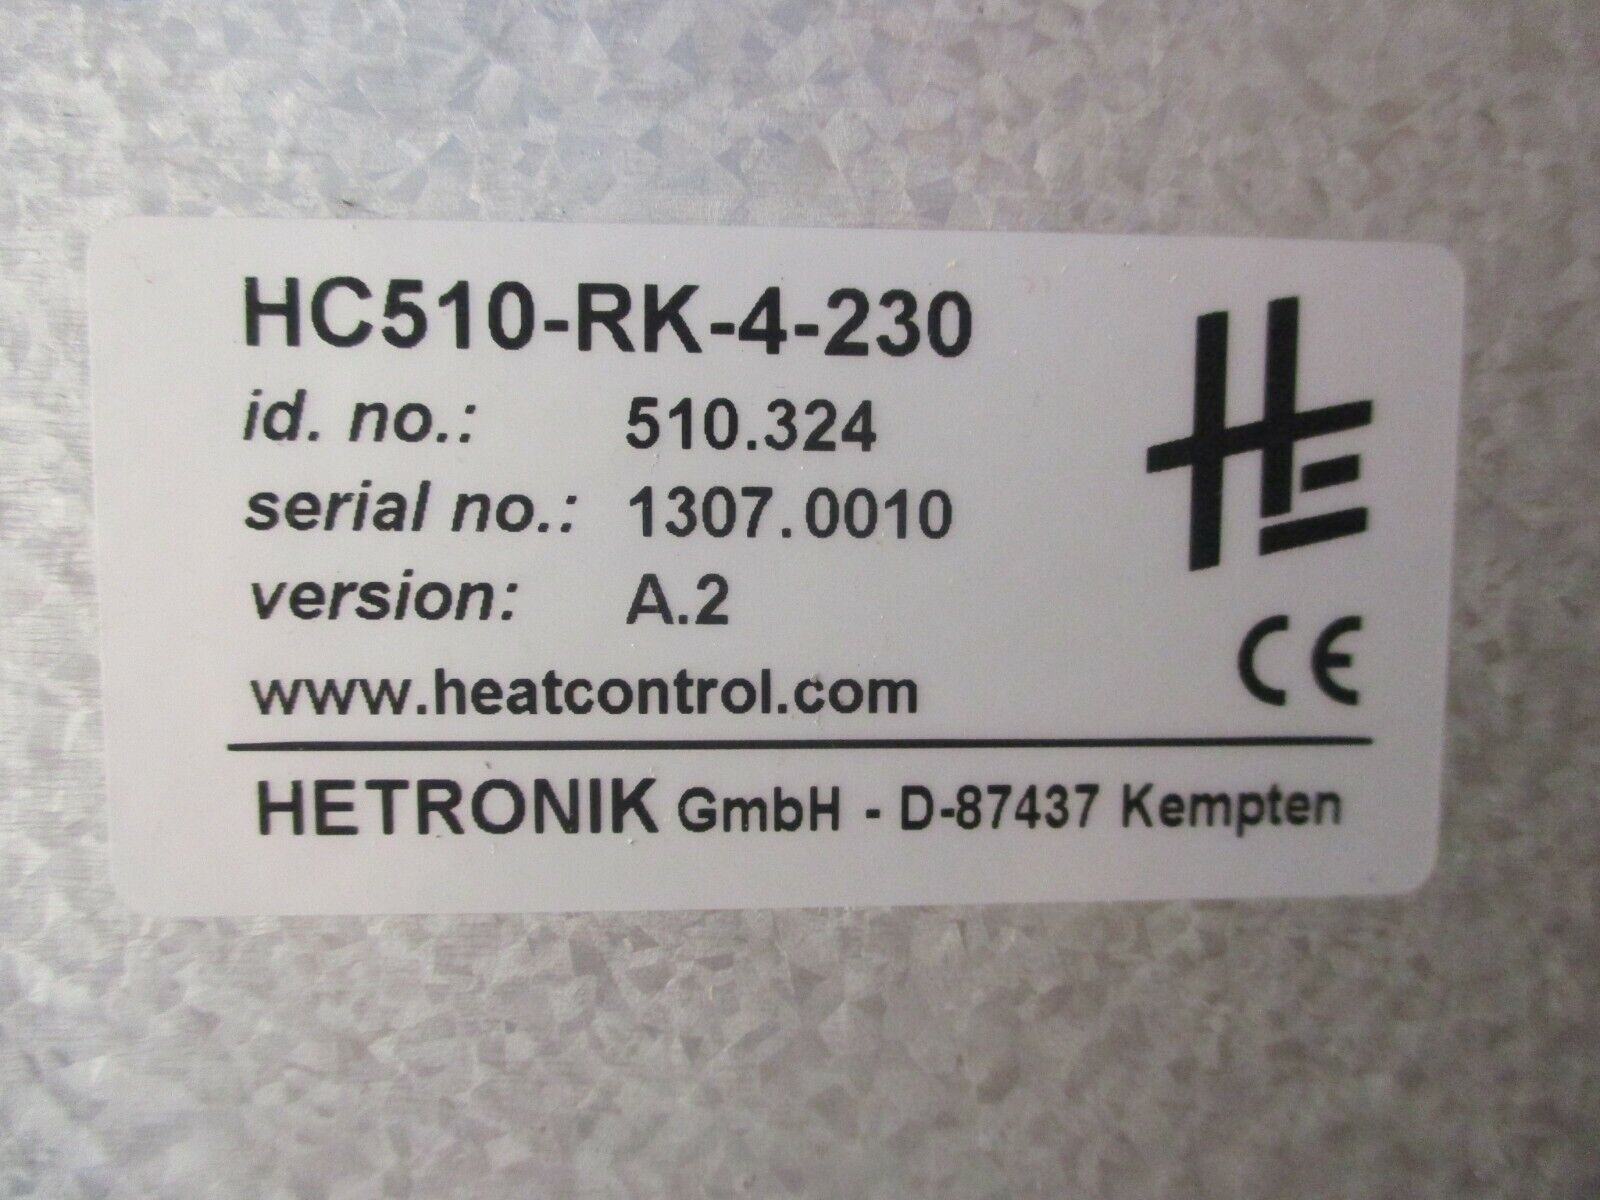 HC510-RK-4-230
id. no.: 510.324
serial no.: 1307.0010
version: A.2
www.heatcontrol.com
HE
CE
HETRONIK GmbH - D-87437 Kempten